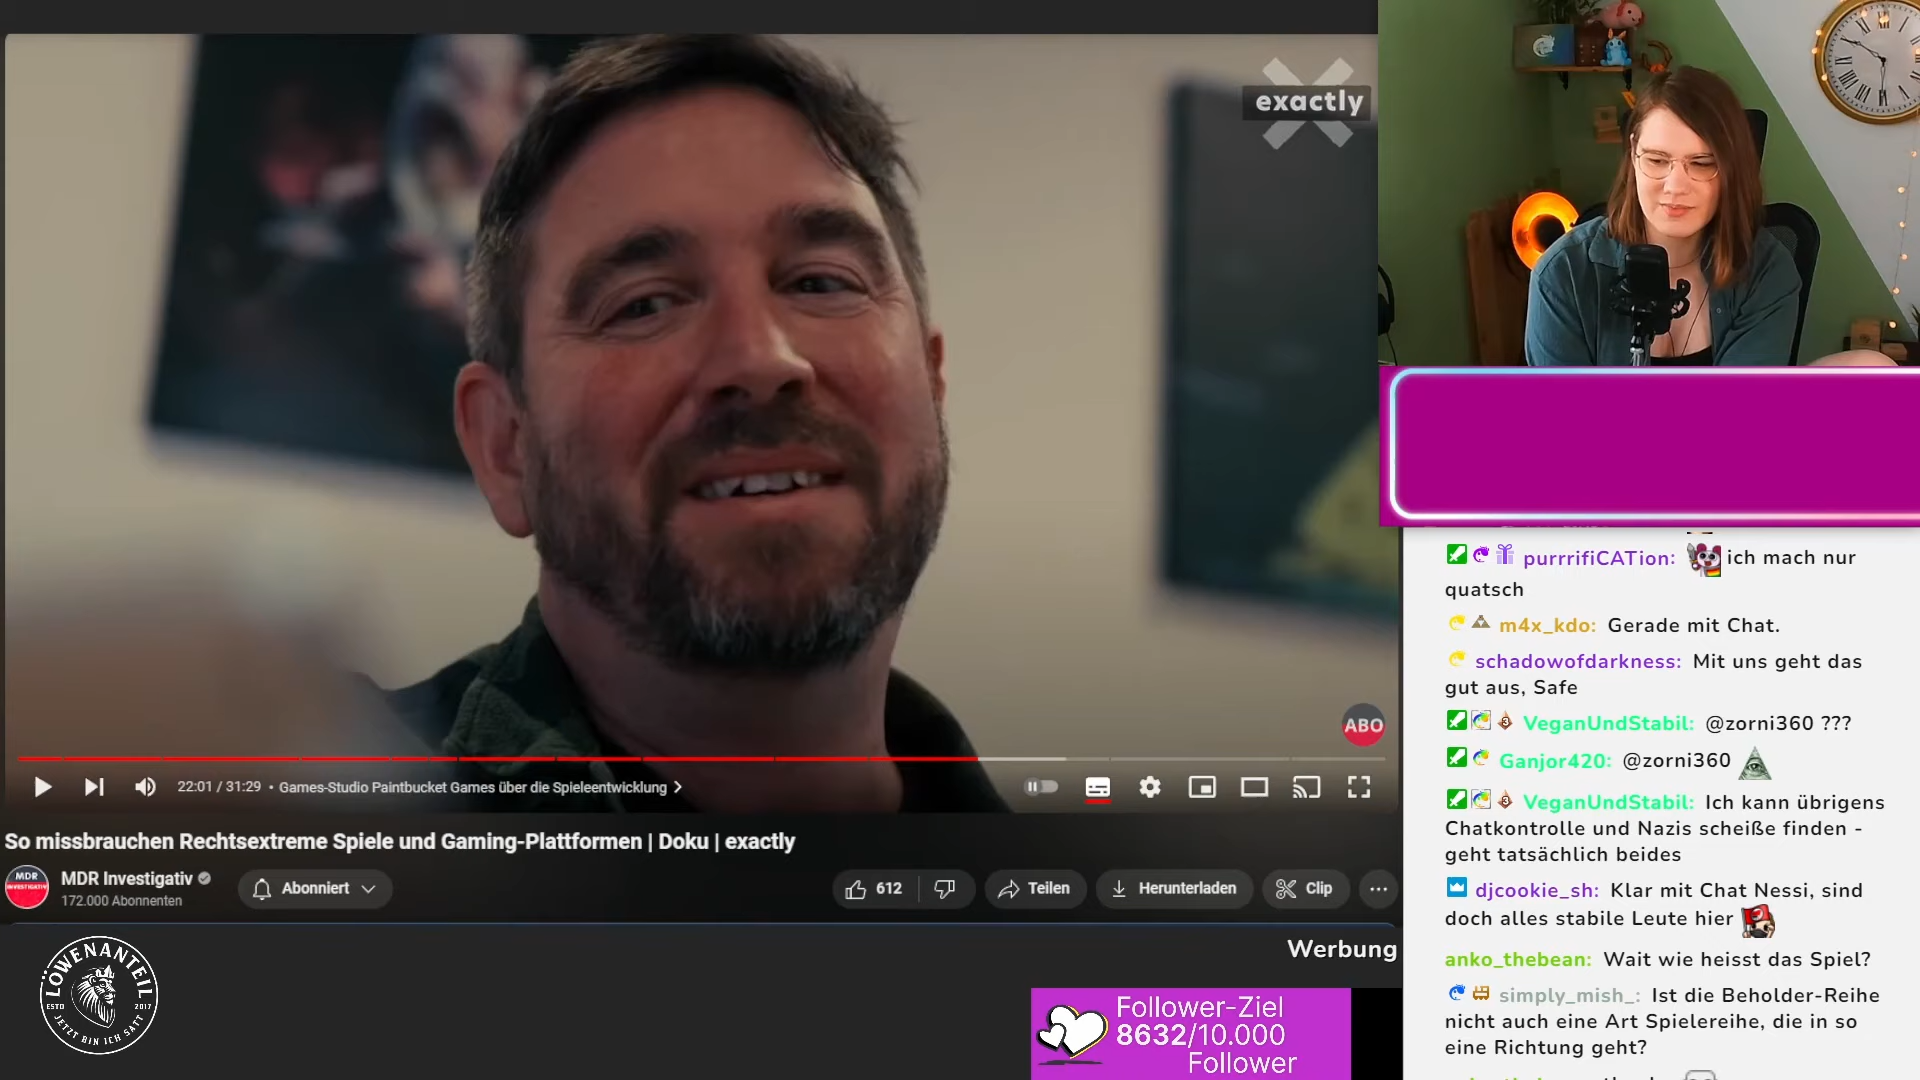 exactly
ABO
22:01 / 31:29 • Games-Studio Paintbucket Games über die Spieleentwicklung
So missbrauchen Rechtsextreme Spiele und Gaming-Plattformen | Doku | exactly
MDR
INVESTIGATIV
MDR Investigativ
172.000 Abonnenten
Abonniert
612
Teilen
Herunterladen
Clip
Werbung
LÖWENANTEIL
ESTD 2017
JETZT BIN ICH SATT
Follower-Ziel
8632/10.000
Follower
purrrifiCATion: ich mach nur
quatsch
m4x_kdo: Gerade mit Chat.
schadowofdarkness: Mit uns geht das
gut aus, Safe
VeganUndStabil: @zorni360 ???
Ganjor420: @zorni360
VeganUndStabil: Ich kann übrigens
Chatkontrolle und Nazis scheiße finden -
geht tatsächlich beides
djcookie_sh: Klar mit Chat Nessi, sind
doch alles stabile Leute hier
anko_thebean: Wait wie heisst das Spiel?
simply_mish_: Ist die Beholder-Reihe
nicht auch eine Art Spielereihe, die in so
eine Richtung geht?